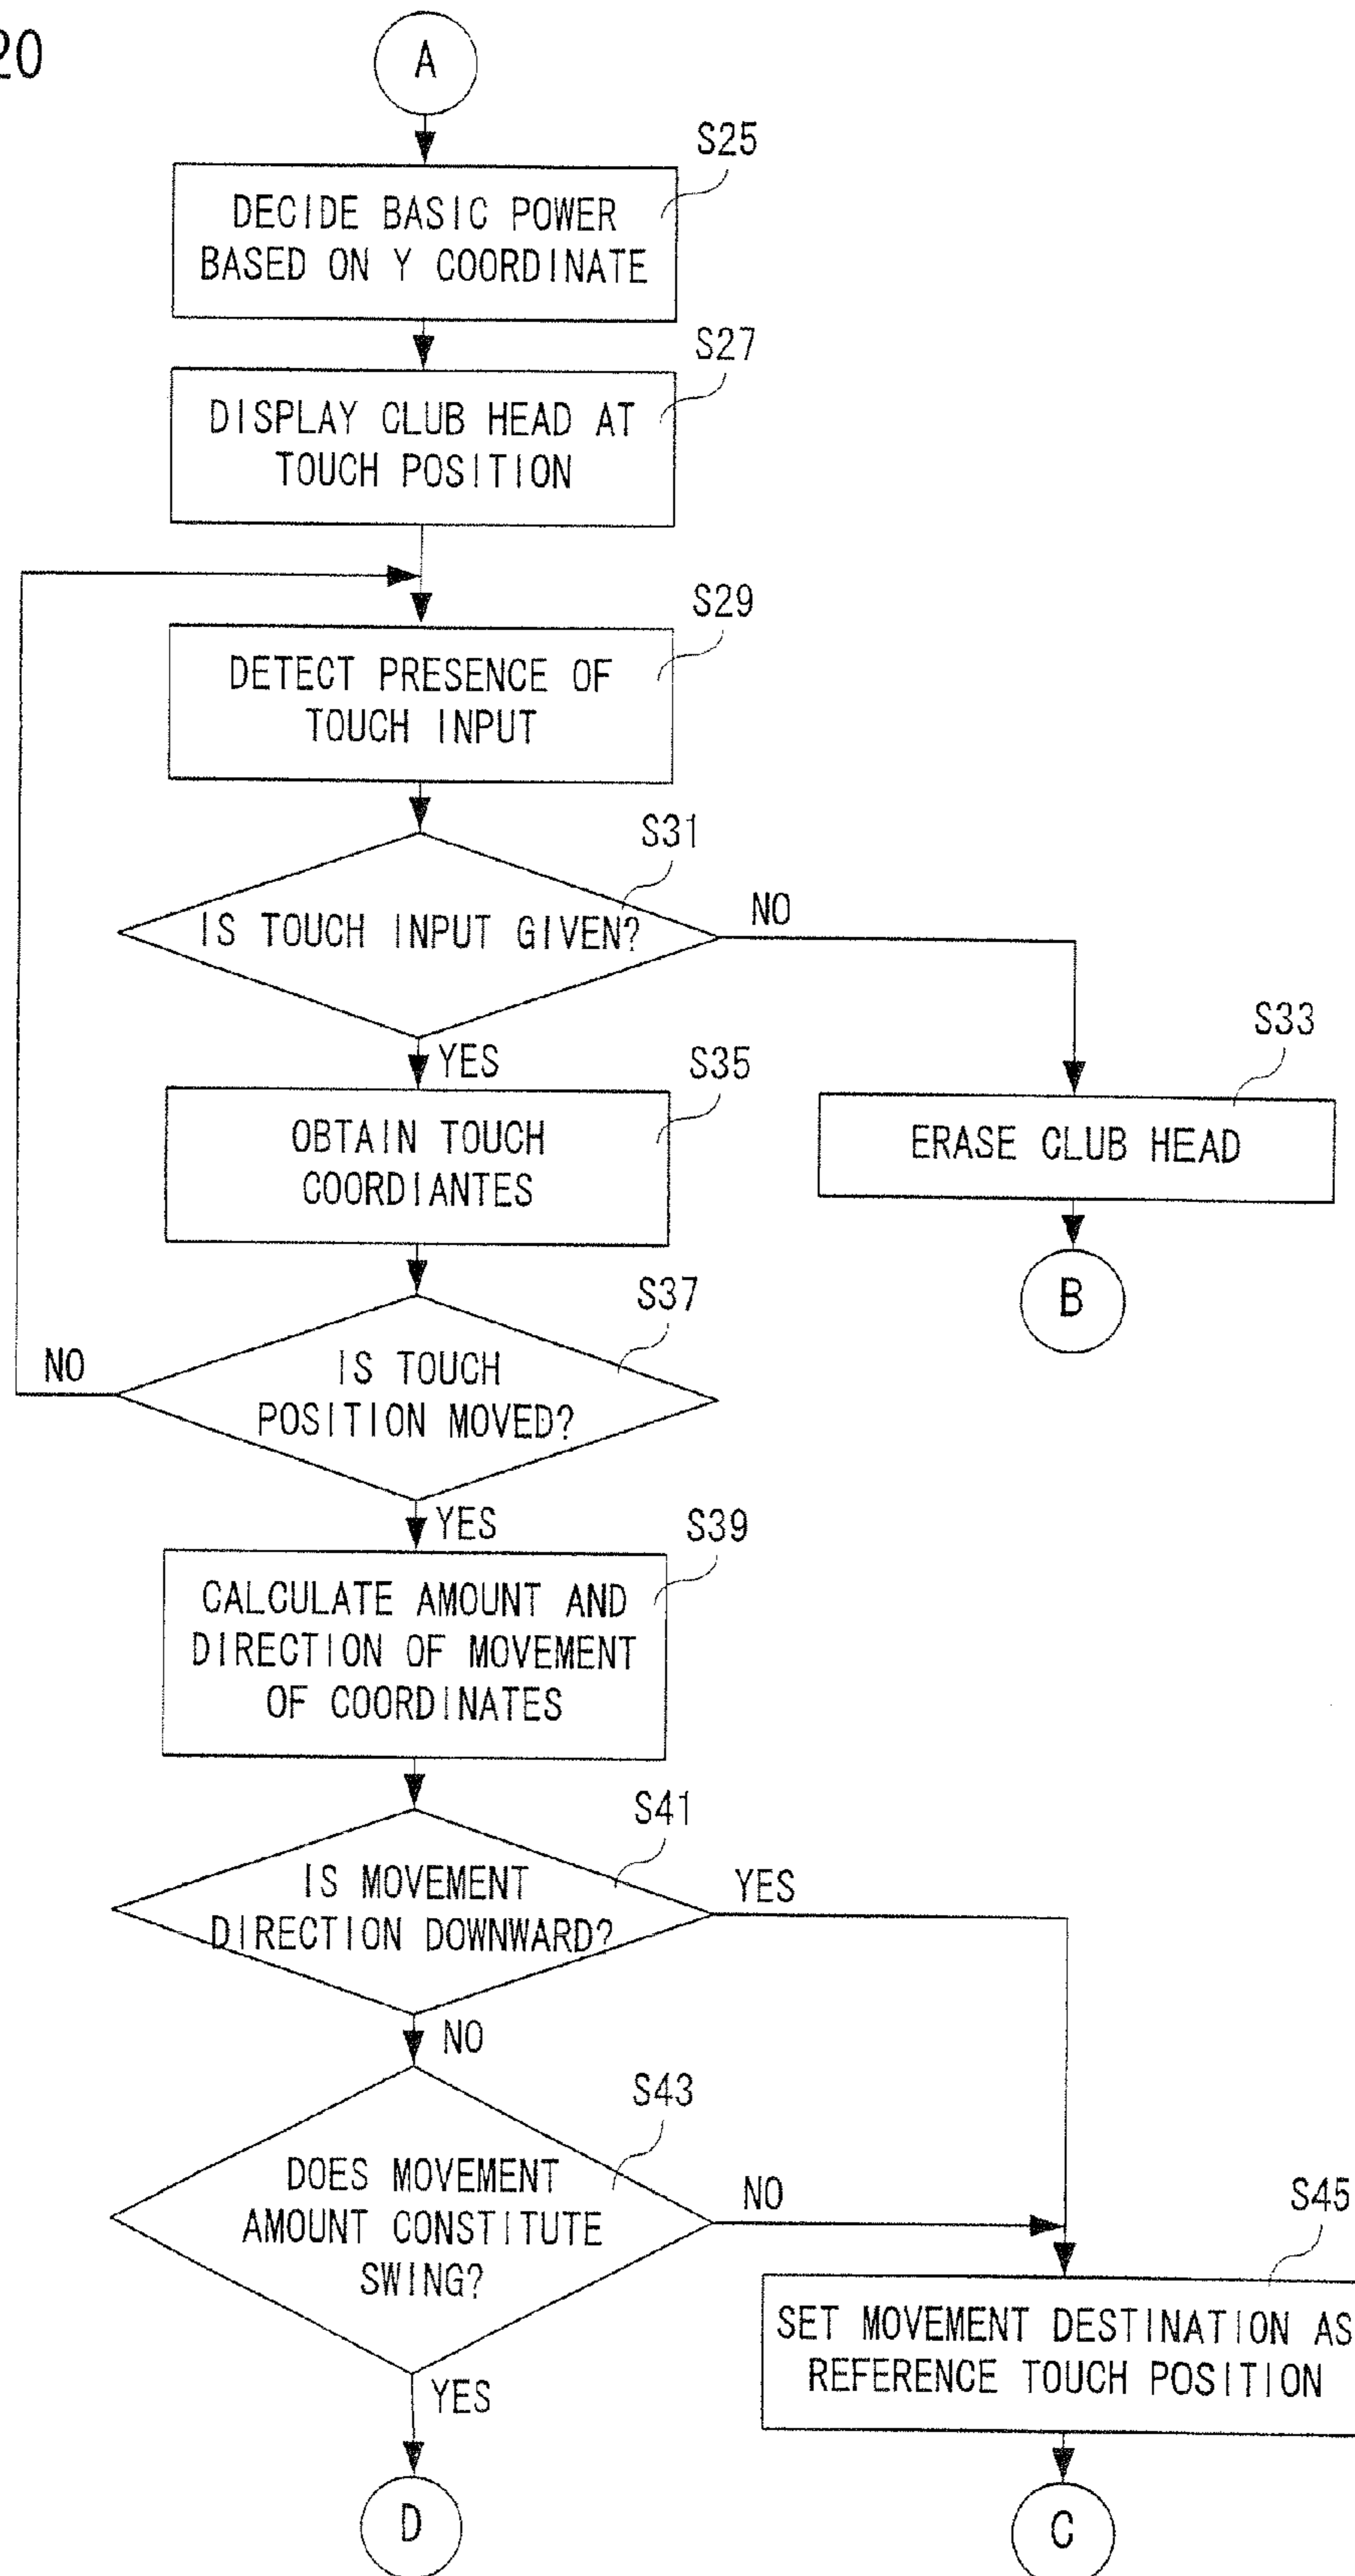 20
A
S25
DECIDE BASIC POWER
BASED ON Y COORDINATE
S27
DISPLAY CLUB HEAD AT
TOUCH POSITION
S29
DETECT PRESENCE OF
TOUCH INPUT
S31
IS TOUCH INPUT GIVEN?
NO
YES
S33
ERASE CLUB HEAD
B
S35
OBTAIN TOUCH
COORDIANTES
S37
IS TOUCH
POSITION MOVED?
NO
YES
S39
CALCULATE AMOUNT AND
DIRECTION OF MOVEMENT
OF COORDINATES
S41
IS MOVEMENT
DIRECTION DOWNWARD?
YES
NO
S43
DOES MOVEMENT
AMOUNT CONSTITUTE
SWING?
NO
YES
S45
SET MOVEMENT DESTINATION AS
REFERENCE TOUCH POSITION
D
C